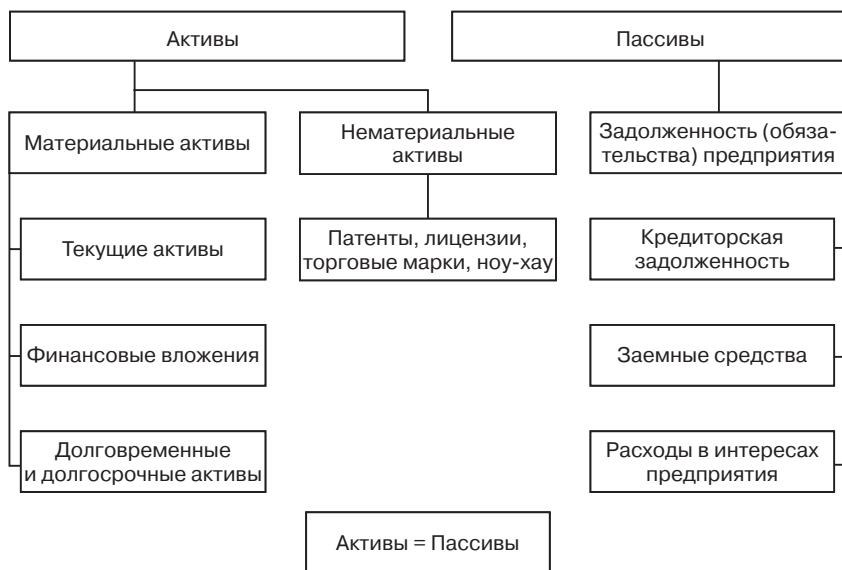 Активы
Пассивы
Материальные активы
Нематериальные
активы
Задолженность (обяза-
тельства) предприятия
Текущие активы
Патенты, лицензии,
торговые марки, ноу-хау
Кредиторская
задолженность
Финансовые вложения
Заемные средства
Долговременные
и долгосрочные активы
Расходы в интересах
предприятия
Активы = Пассивы